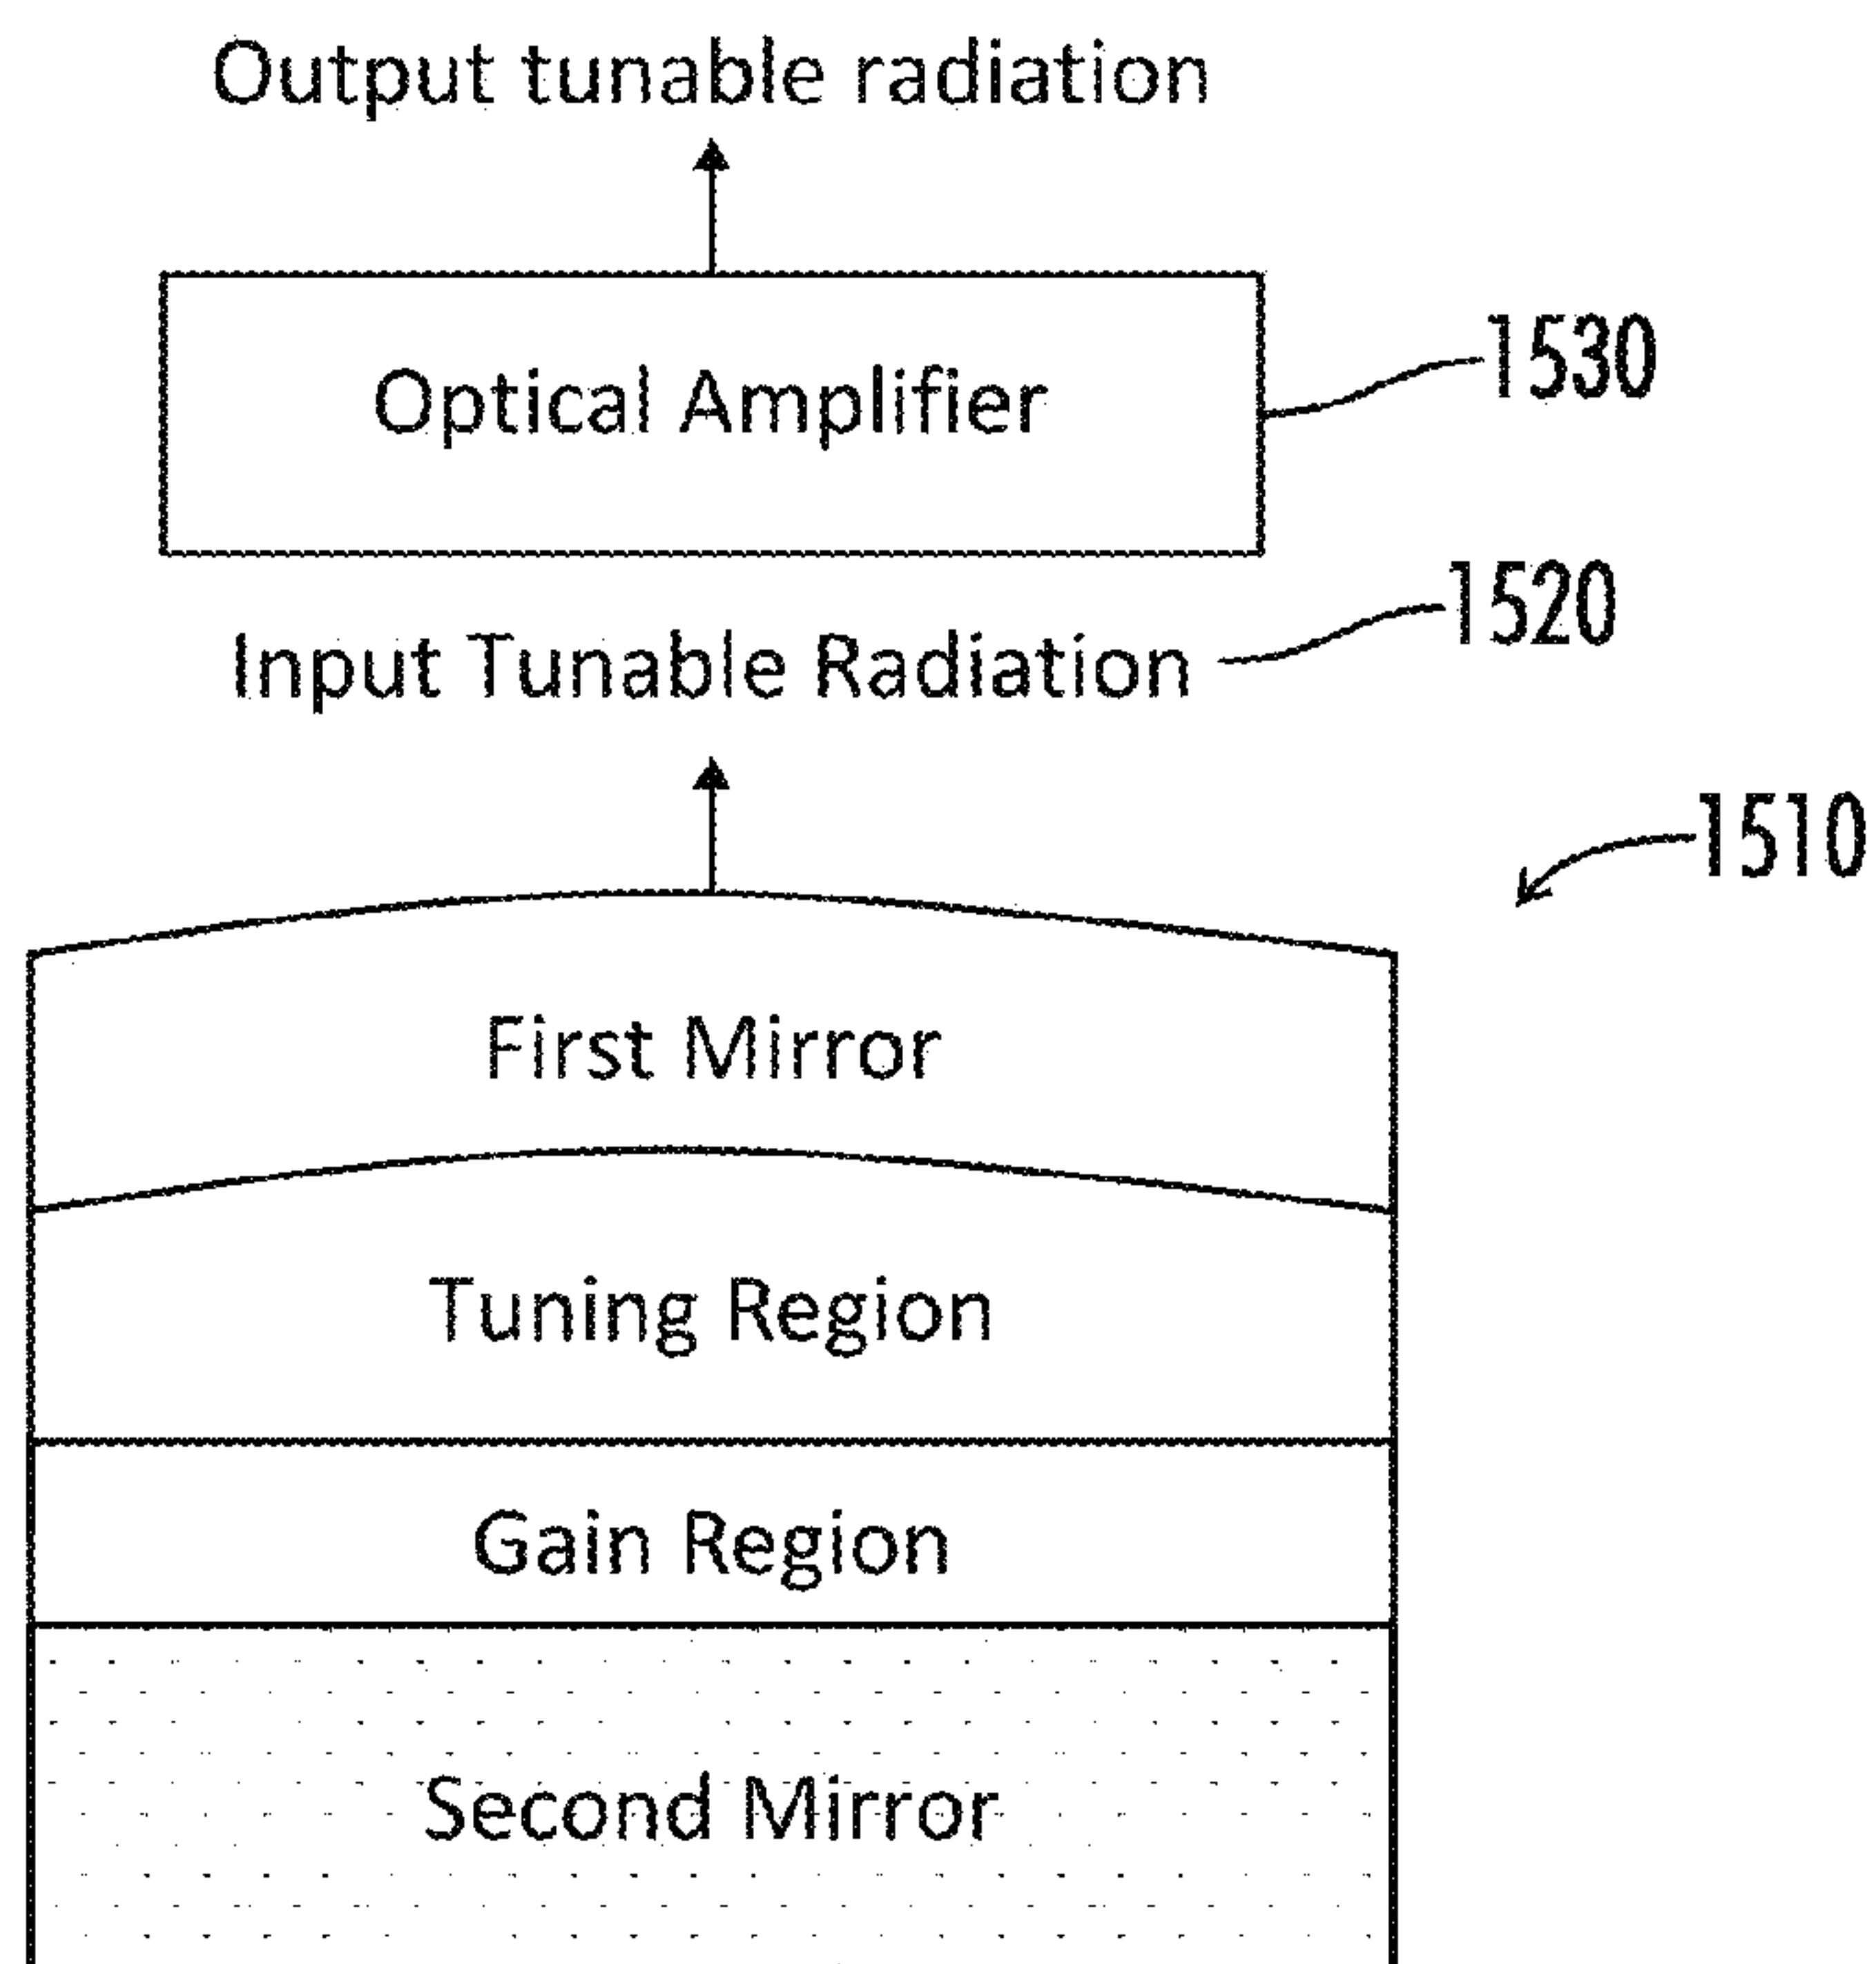 Output tunable radiation
Optical Amplifier
1530
1520
Input Tunable Radiation
1510
First Mirror
Tuning Region
Gain Region
Second Mirror